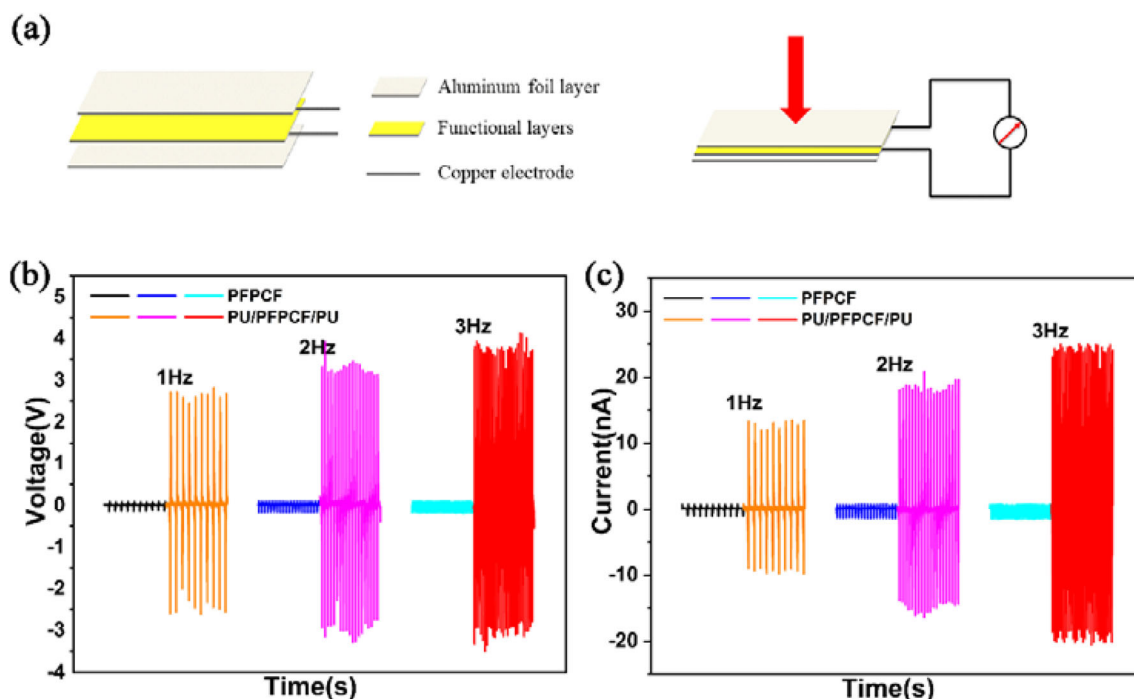 (a)
Aluminum foil layer
Functional layers
Copper electrode
(b)
5
4
3
2
1
0
-1
-2
-3
-4
Voltage(V)
Time(s)
PFPCF
PU/PFPCF/PU
1Hz
2Hz
3Hz
(c)
30
20
10
0
-10
-20
Current(nA)
Time(s)
PFPCF
PU/PFPCF/PU
1Hz
2Hz
3Hz